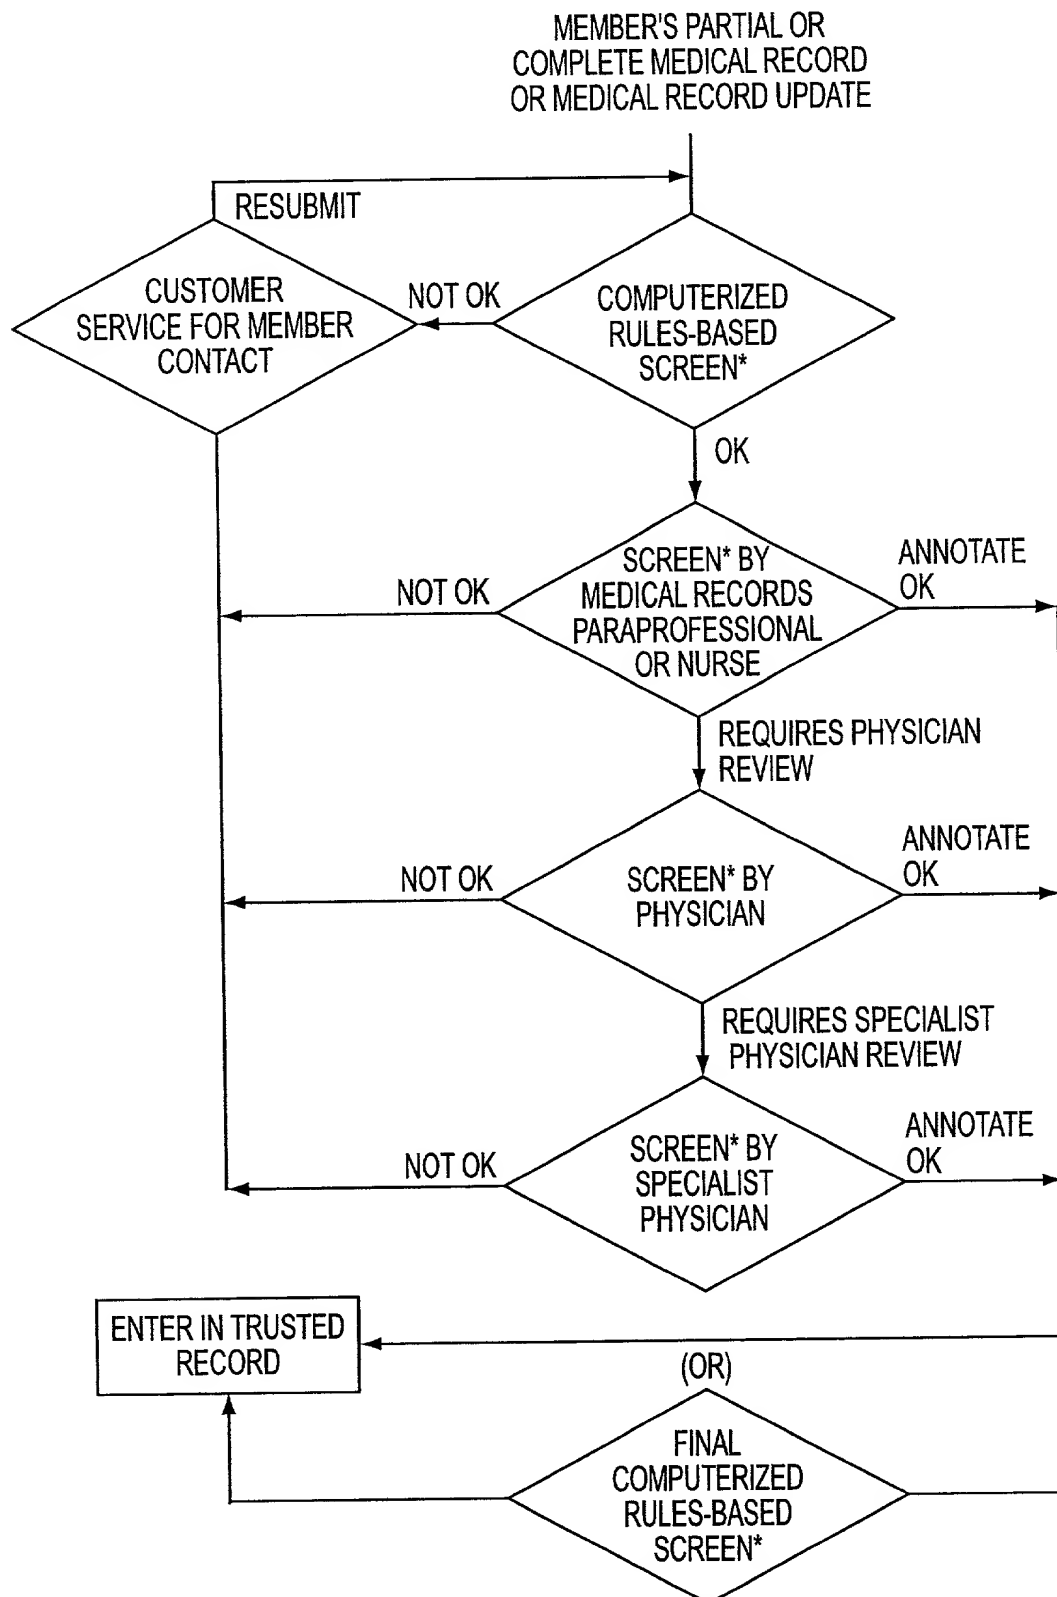 MEMBER'S PARTIAL OR
COMPLETE MEDICAL RECORD
OR MEDICAL RECORD UPDATE
RESUBMIT
CUSTOMER
SERVICE FOR MEMBER
CONTACT
NOT OK
COMPUTERIZED
RULES-BASED
SCREEN*
OK
NOT OK
SCREEN* BY
MEDICAL RECORDS
PARAPROFESSIONAL
OR NURSE
ANNOTATE
OK
REQUIRES PHYSICIAN
REVIEW
NOT OK
SCREEN* BY
PHYSICIAN
ANNOTATE
OK
REQUIRES SPECIALIST
PHYSICIAN REVIEW
NOT OK
SCREEN* BY
SPECIALIST
PHYSICIAN
ANNOTATE
OK
ENTER IN TRUSTED
RECORD
(OR)
FINAL
COMPUTERIZED
RULES-BASED
SCREEN*